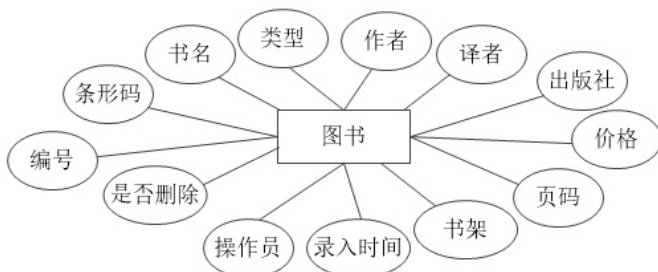 类型
作者
书名
译者
条形码
出版社
图书
价格
编号
是否删除
页码
书架
操作员
录入时间